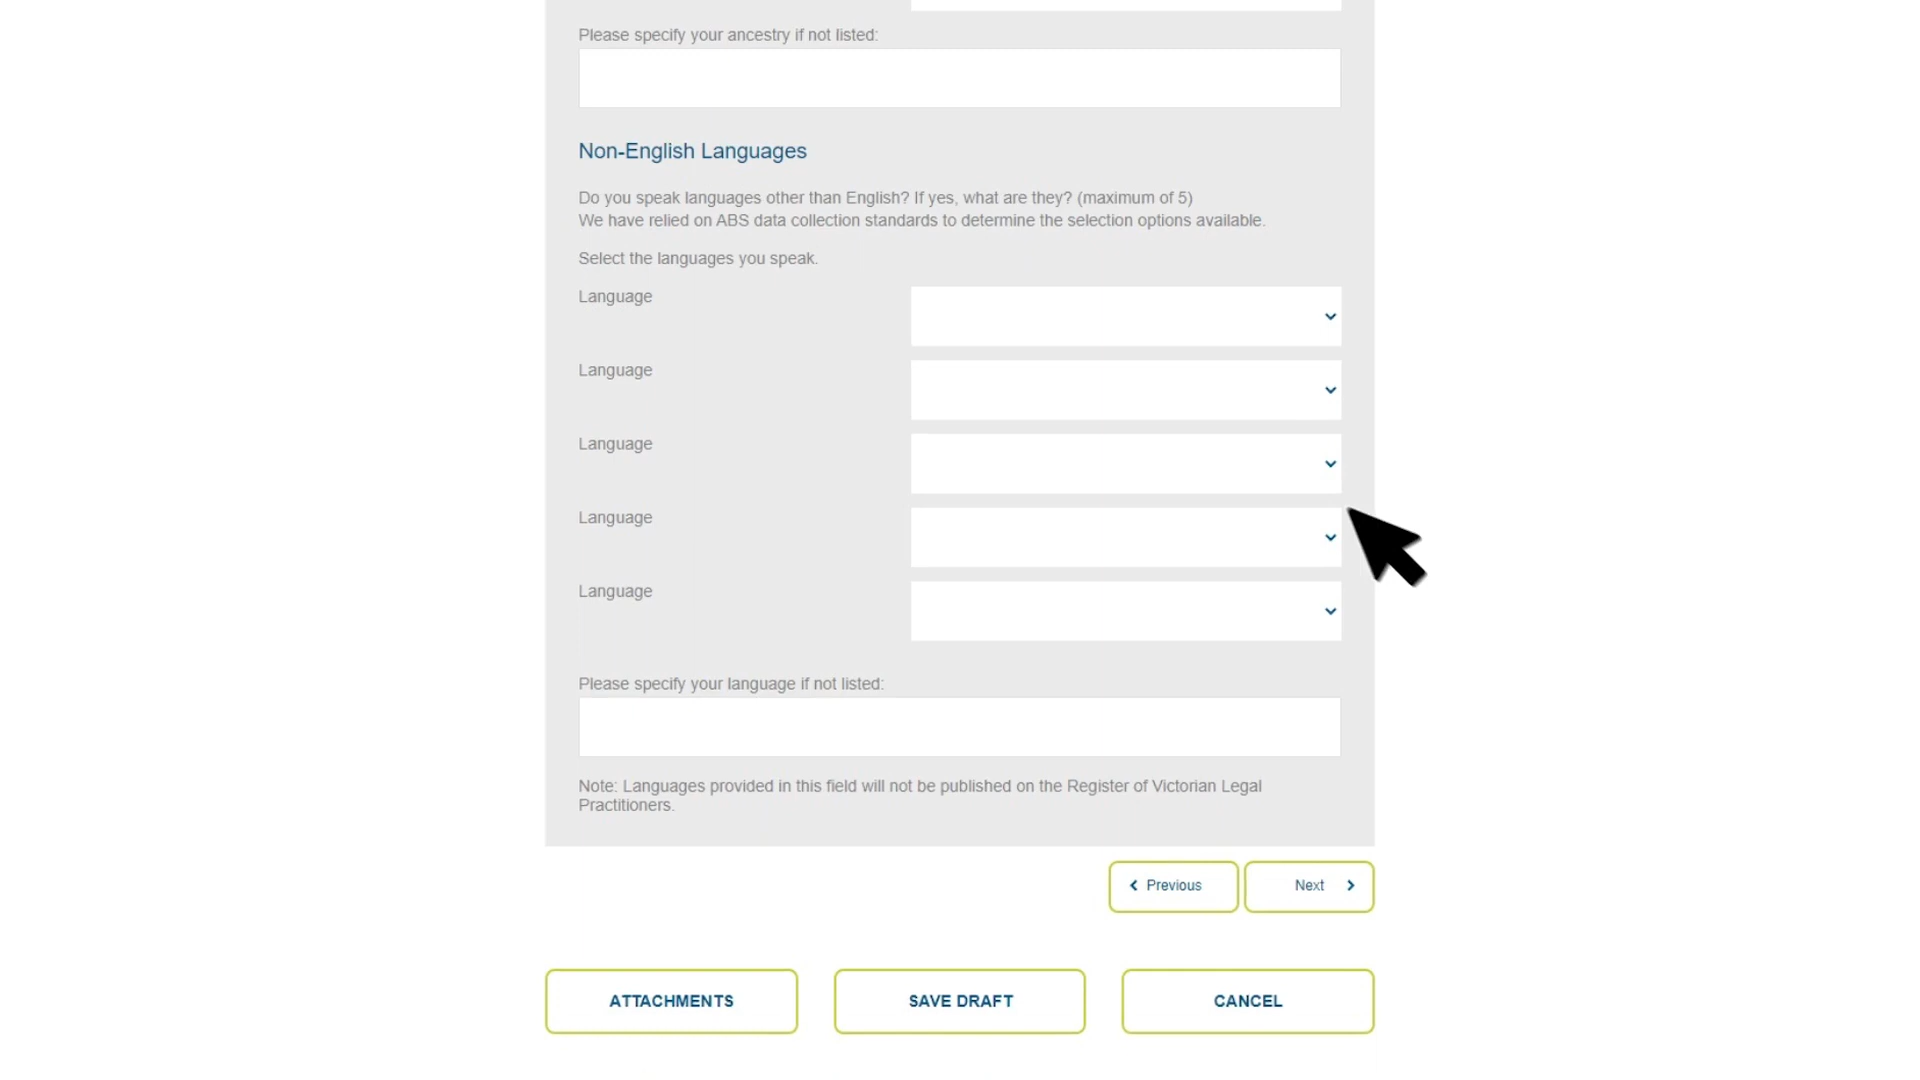 Please specify your ancestry if not listed:
Non-English Languages
Do you speak languages other than English? If yes, what are they? (maximum of 5)
We have relied on ABS data collection standards to determine the selection options available.
Select the languages you speak.
Language
Language
Language
Language
Language
Please specify your language if not listed:
Note: Languages provided in this field will not be published on the Register of Victorian Legal
Practitioners.
Previous
Next
ATTACHMENTS
SAVE DRAFT
CANCEL